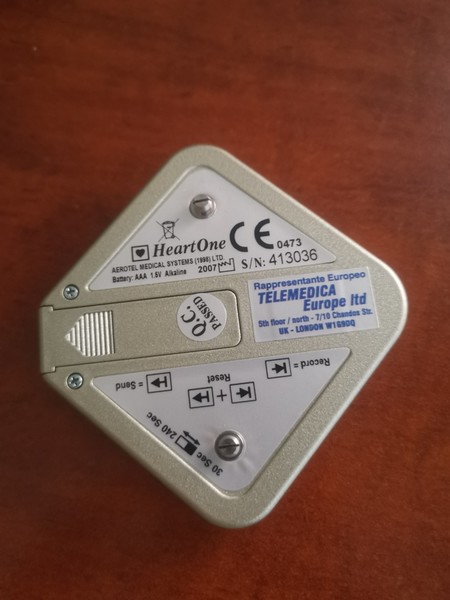 HeartOne
CE 0473
AEROTEL MEDICAL SYSTEMS (1998) LTD.
Battery: AAA 1.5V Alkaline
2007
S/N: 413036
Rappresentante Europeo
TELEMEDICA
Europe ltd
5th floor / north - 7/10 Chandos Str.
UK - LONDON W1G9DQ
Q.C.
PASSED
Record =
+ Reset
= Send
30 Sec 240 Sec